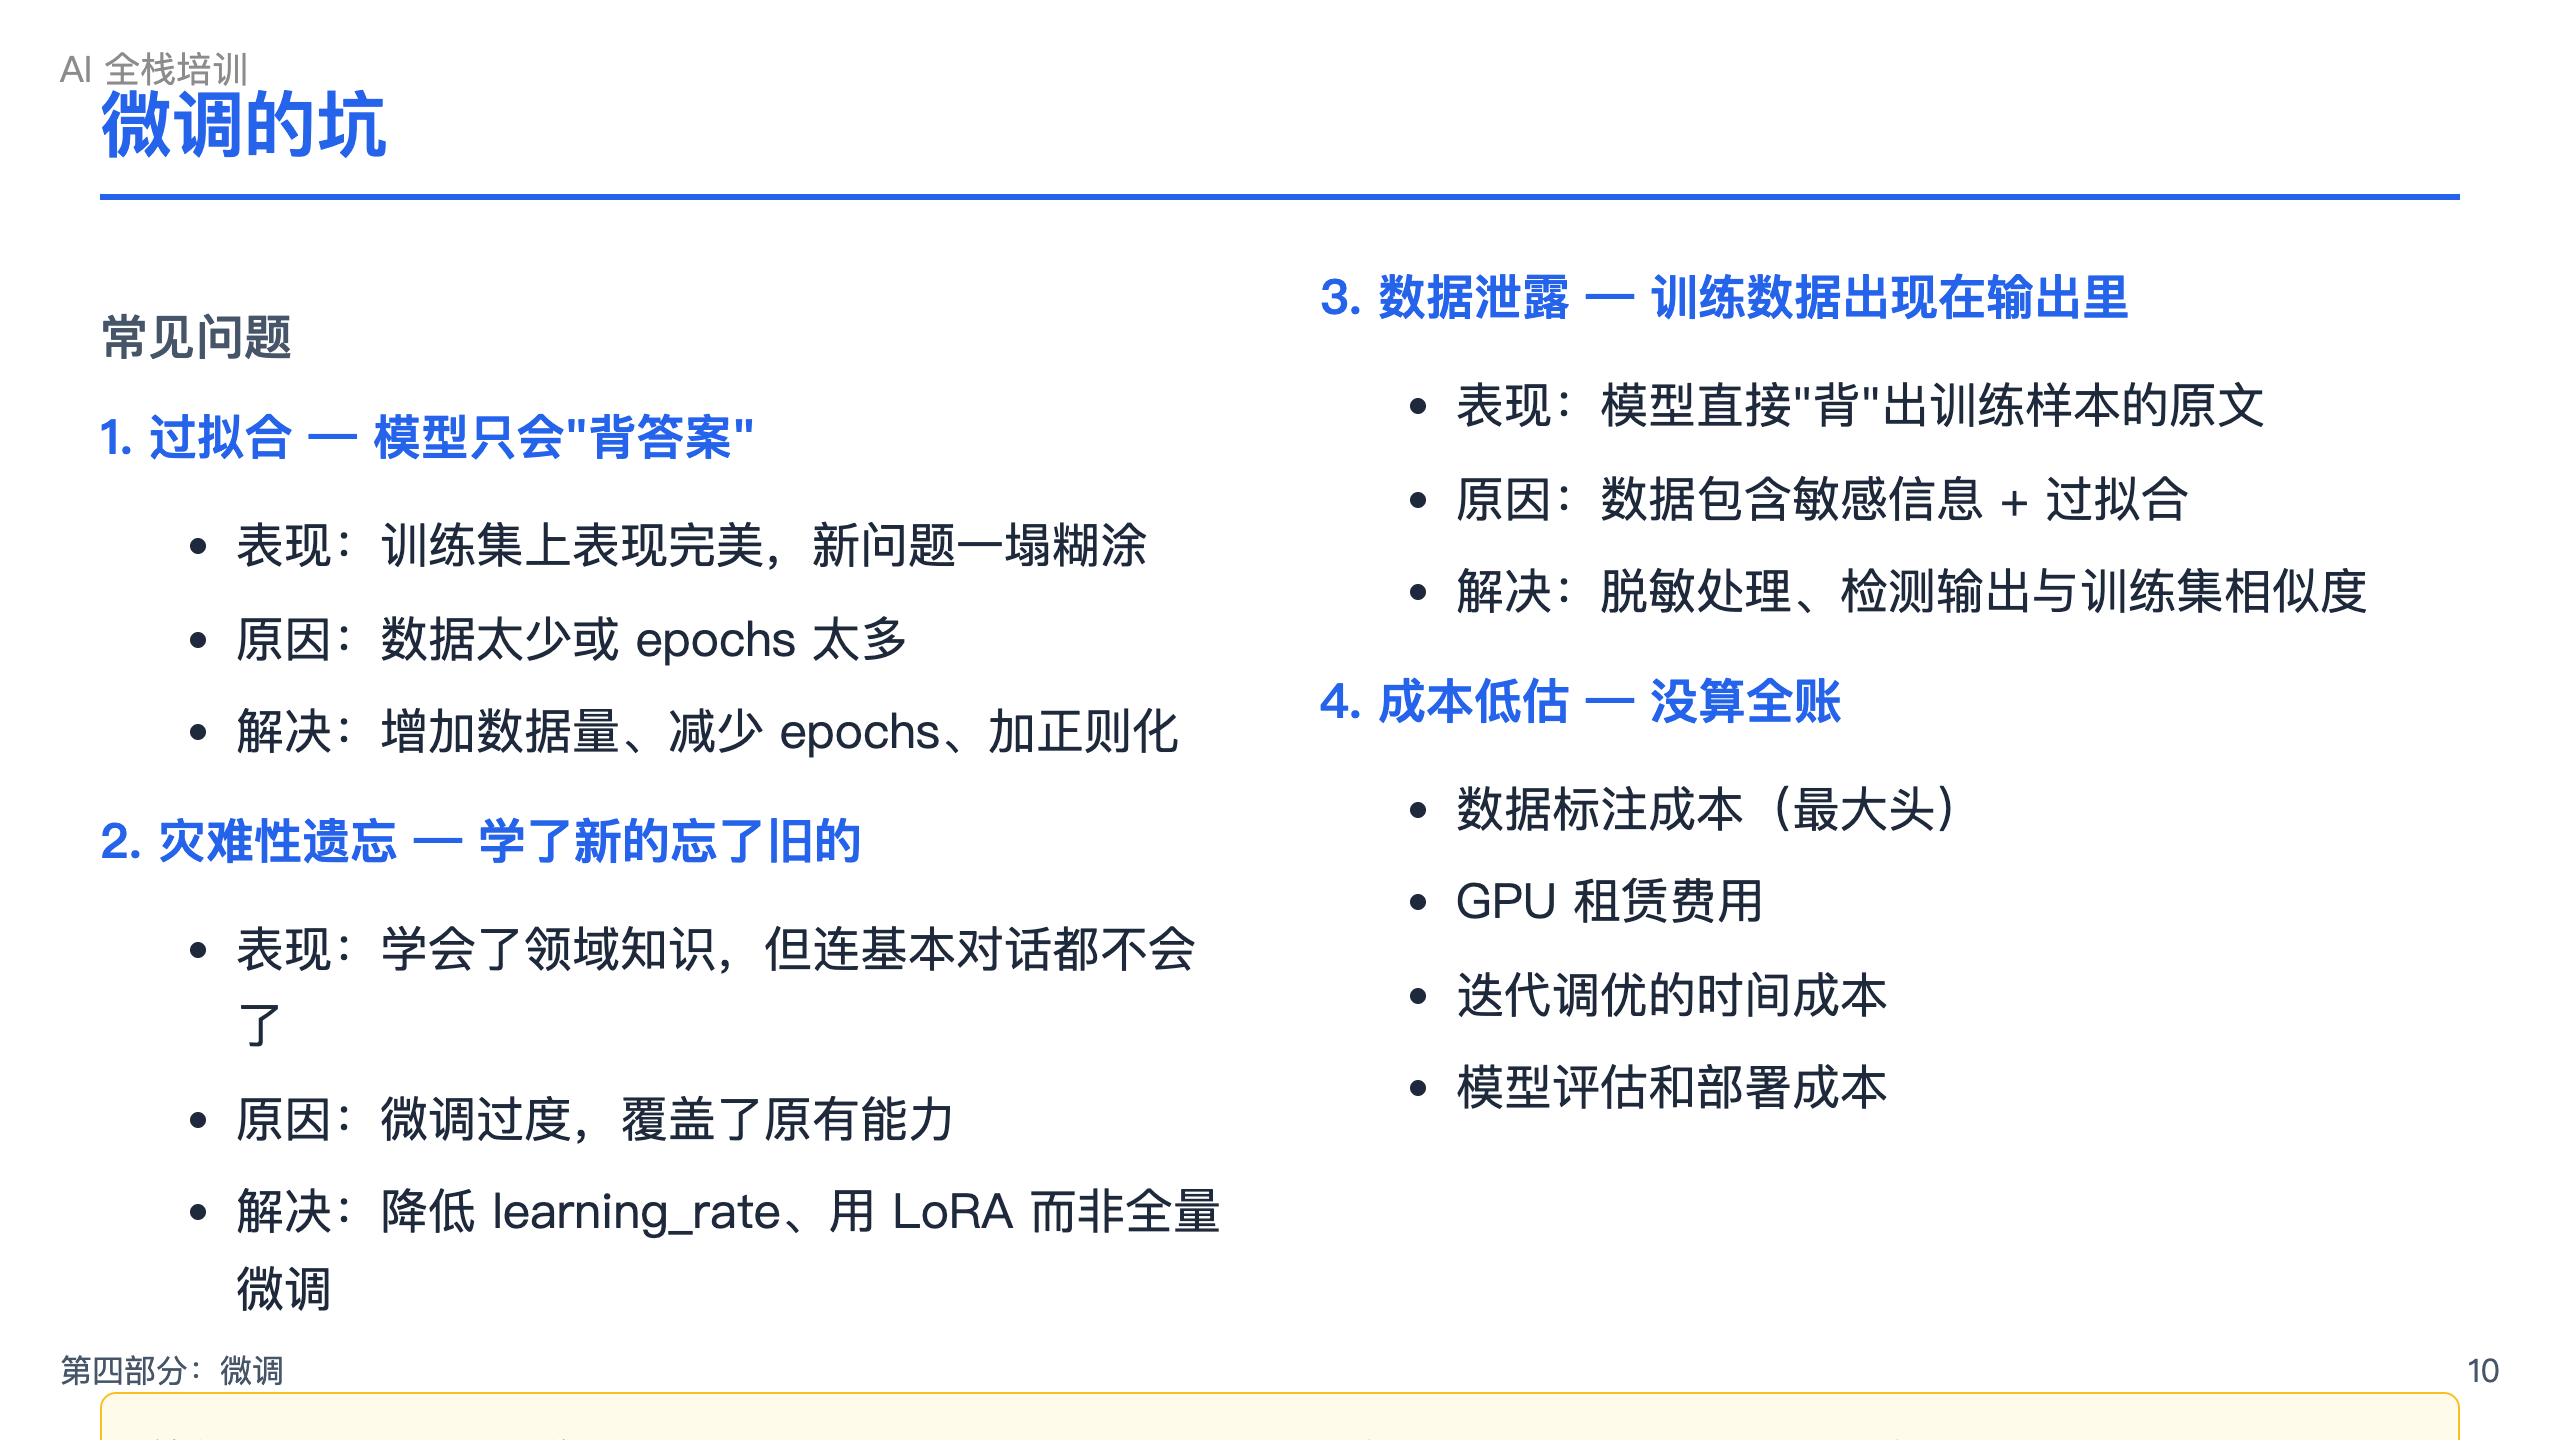 AI 全栈培训
微调的坑
常见问题
1. 过拟合 — 模型只会"背答案"
• 表现：训练集上表现完美，新问题一塌糊涂
• 原因：数据太少或 epochs 太多
• 解决：增加数据量、减少 epochs、加正则化
2. 灾难性遗忘 — 学了新的忘了旧的
• 表现：学会了领域知识，但连基本对话都不会
了
• 原因：微调过度，覆盖了原有能力
• 解决：降低 learning_rate、用 LoRA 而非全量
微调
3. 数据泄露 — 训练数据出现在输出里
• 表现：模型直接"背"出训练样本的原文
• 原因：数据包含敏感信息 + 过拟合
• 解决：脱敏处理、检测输出与训练集相似度
4. 成本低估 — 没算全账
• 数据标注成本（最大头）
• GPU 租赁费用
• 迭代调优的时间成本
• 模型评估和部署成本
第四部分：微调
10